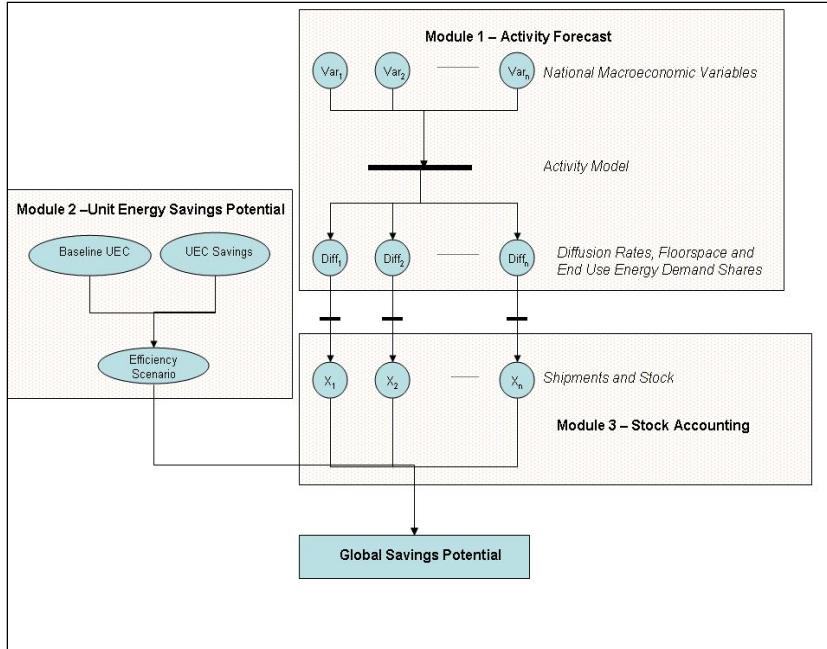 Module 1 – Activity Forecast
Var₁ Var₂ Varₙ National Macroeconomic Variables
Activity Model
Module 2 –Unit Energy Savings Potential
Baseline UEC UEC Savings
Diff₁ Diff₂ Diffₙ Diffusion Rates, Floorspace and
End Use Energy Demand Shares
Efficiency
Scenario
X₁ X₂ Xₙ Shipments and Stock
Module 3 – Stock Accounting
Global Savings Potential